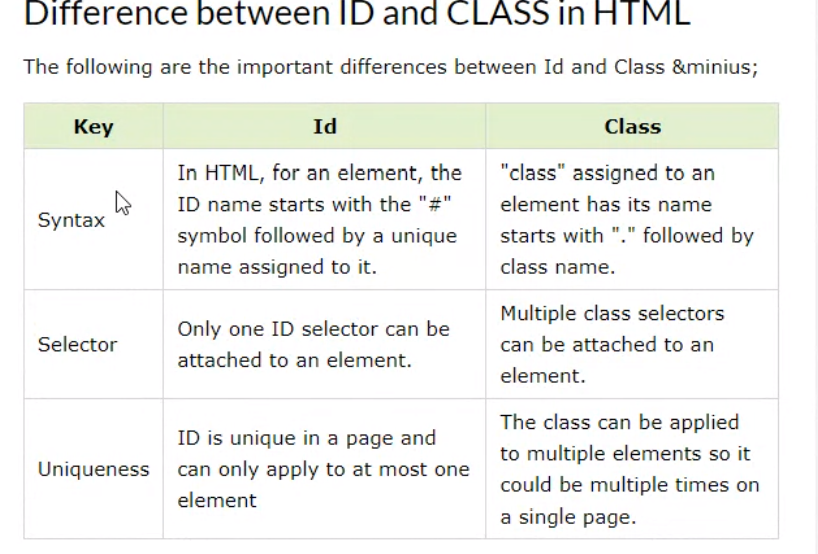 Difference between ID and CLASS in HTML
The following are the important differences between Id and Class &minius;
Key
Id
Class
Syntax
In HTML, for an element, the
ID name starts with the "#"
symbol followed by a unique
name assigned to it.
"class" assigned to an
element has its name
starts with "." followed by
class name.
Selector
Only one ID selector can be
attached to an element.
Multiple class selectors
can be attached to an
element.
Uniqueness
ID is unique in a page and
can only apply to at most one
element
The class can be applied
to multiple elements so it
could be multiple times on
a single page.